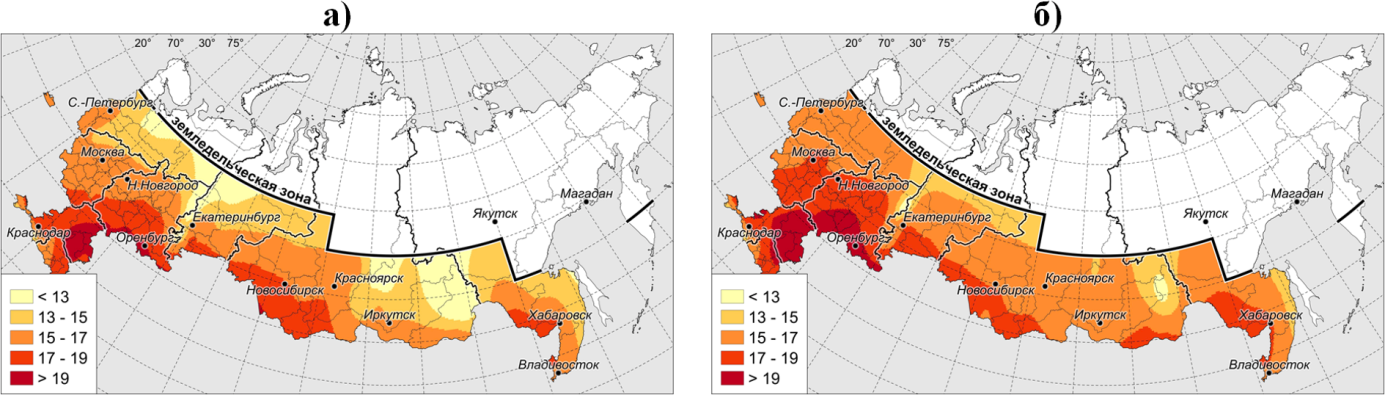 а)
20° 70° 30° 75°
С.-Петербург
Москва
Н.Новгород
Краснодар
Оренбург
Екатеринбург
земледельческая зона
Новосибирск
Красноярск
Иркутск
Якутск
Магадан
Хабаровск
Владивосток
< 13
13 - 15
15 - 17
17 - 19
> 19
б)
20° 70° 30° 75°
С.-Петербург
Москва
Н.Новгород
Краснодар
Оренбург
Екатеринбург
земледельческая зона
Новосибирск
Красноярск
Иркутск
Якутск
Магадан
Хабаровск
Владивосток
< 13
13 - 15
15 - 17
17 - 19
> 19